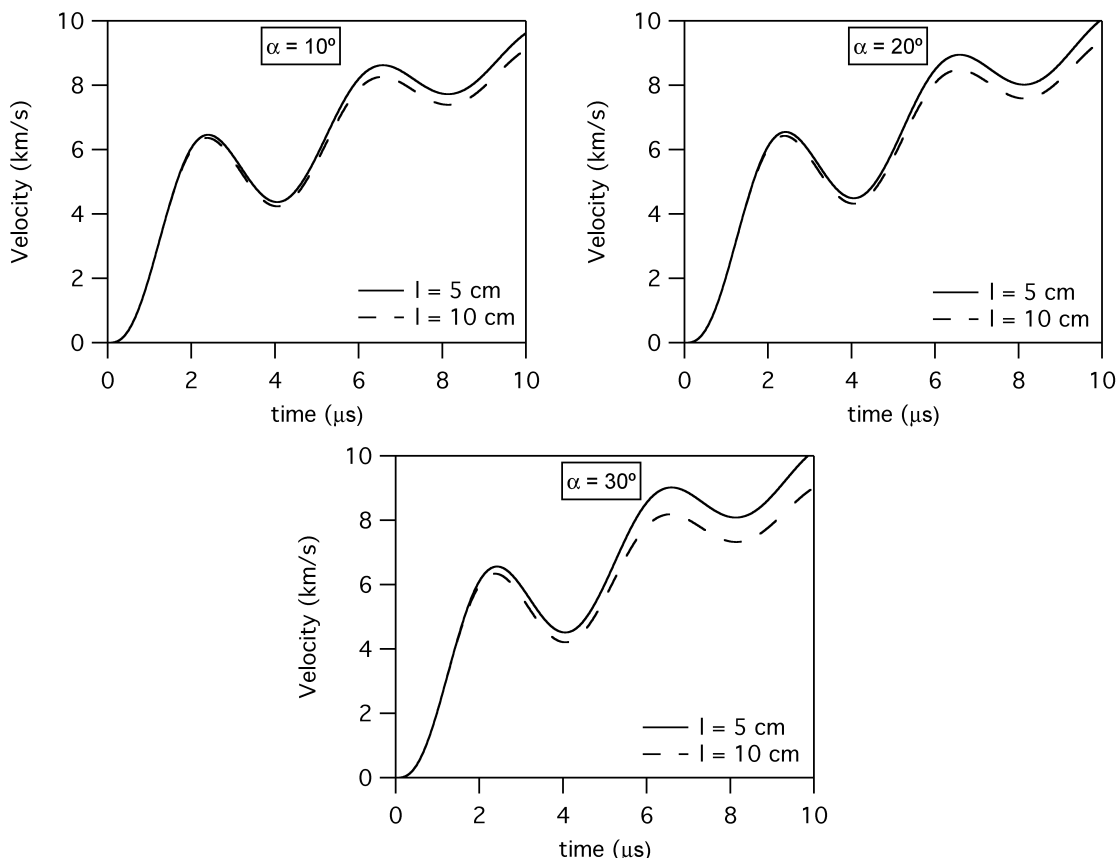 α = 10º
Velocity (km/s)
10
8
6
4
2
0
l = 5 cm
l = 10 cm
0 2 4 6 8 10
time (μs)
α = 20º
Velocity (km/s)
10
8
6
4
2
0
l = 5 cm
l = 10 cm
0 2 4 6 8 10
time (μs)
α = 30º
Velocity (km/s)
10
8
6
4
2
0
l = 5 cm
l = 10 cm
0 2 4 6 8 10
time (μs)